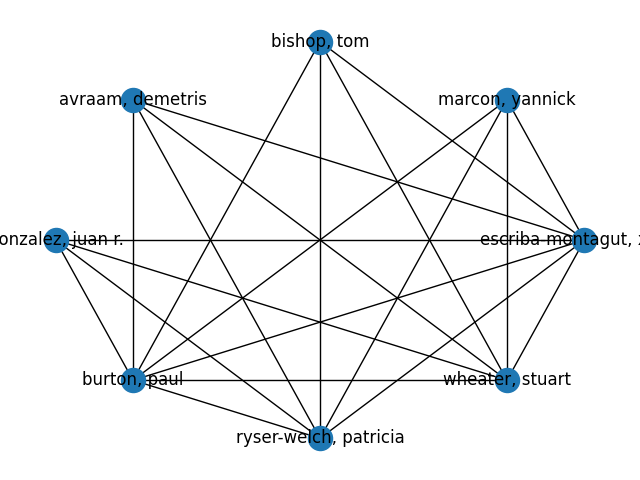 bishop, tom
avraam, demetris
marcon, yannick
onzalez, juan r.
escriba montagut,
burton, paul
wheater, stuart
ryser-welch, patricia